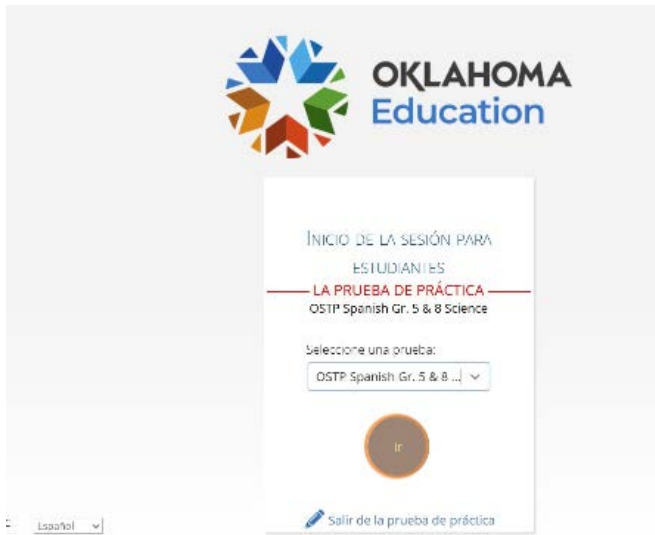 OKLAHOMA
Education
INICIO DE LA SESIÓN PARA
ESTUDIANTES
LA PRUEBA DE PRÁCTICA
OSTP Spanish Gr. 5 & 8 Science
Seleccione una prueba:
OSTP Spanish Gr. 5 & 8 ...
Ir
Salir de la prueba de práctica
Español